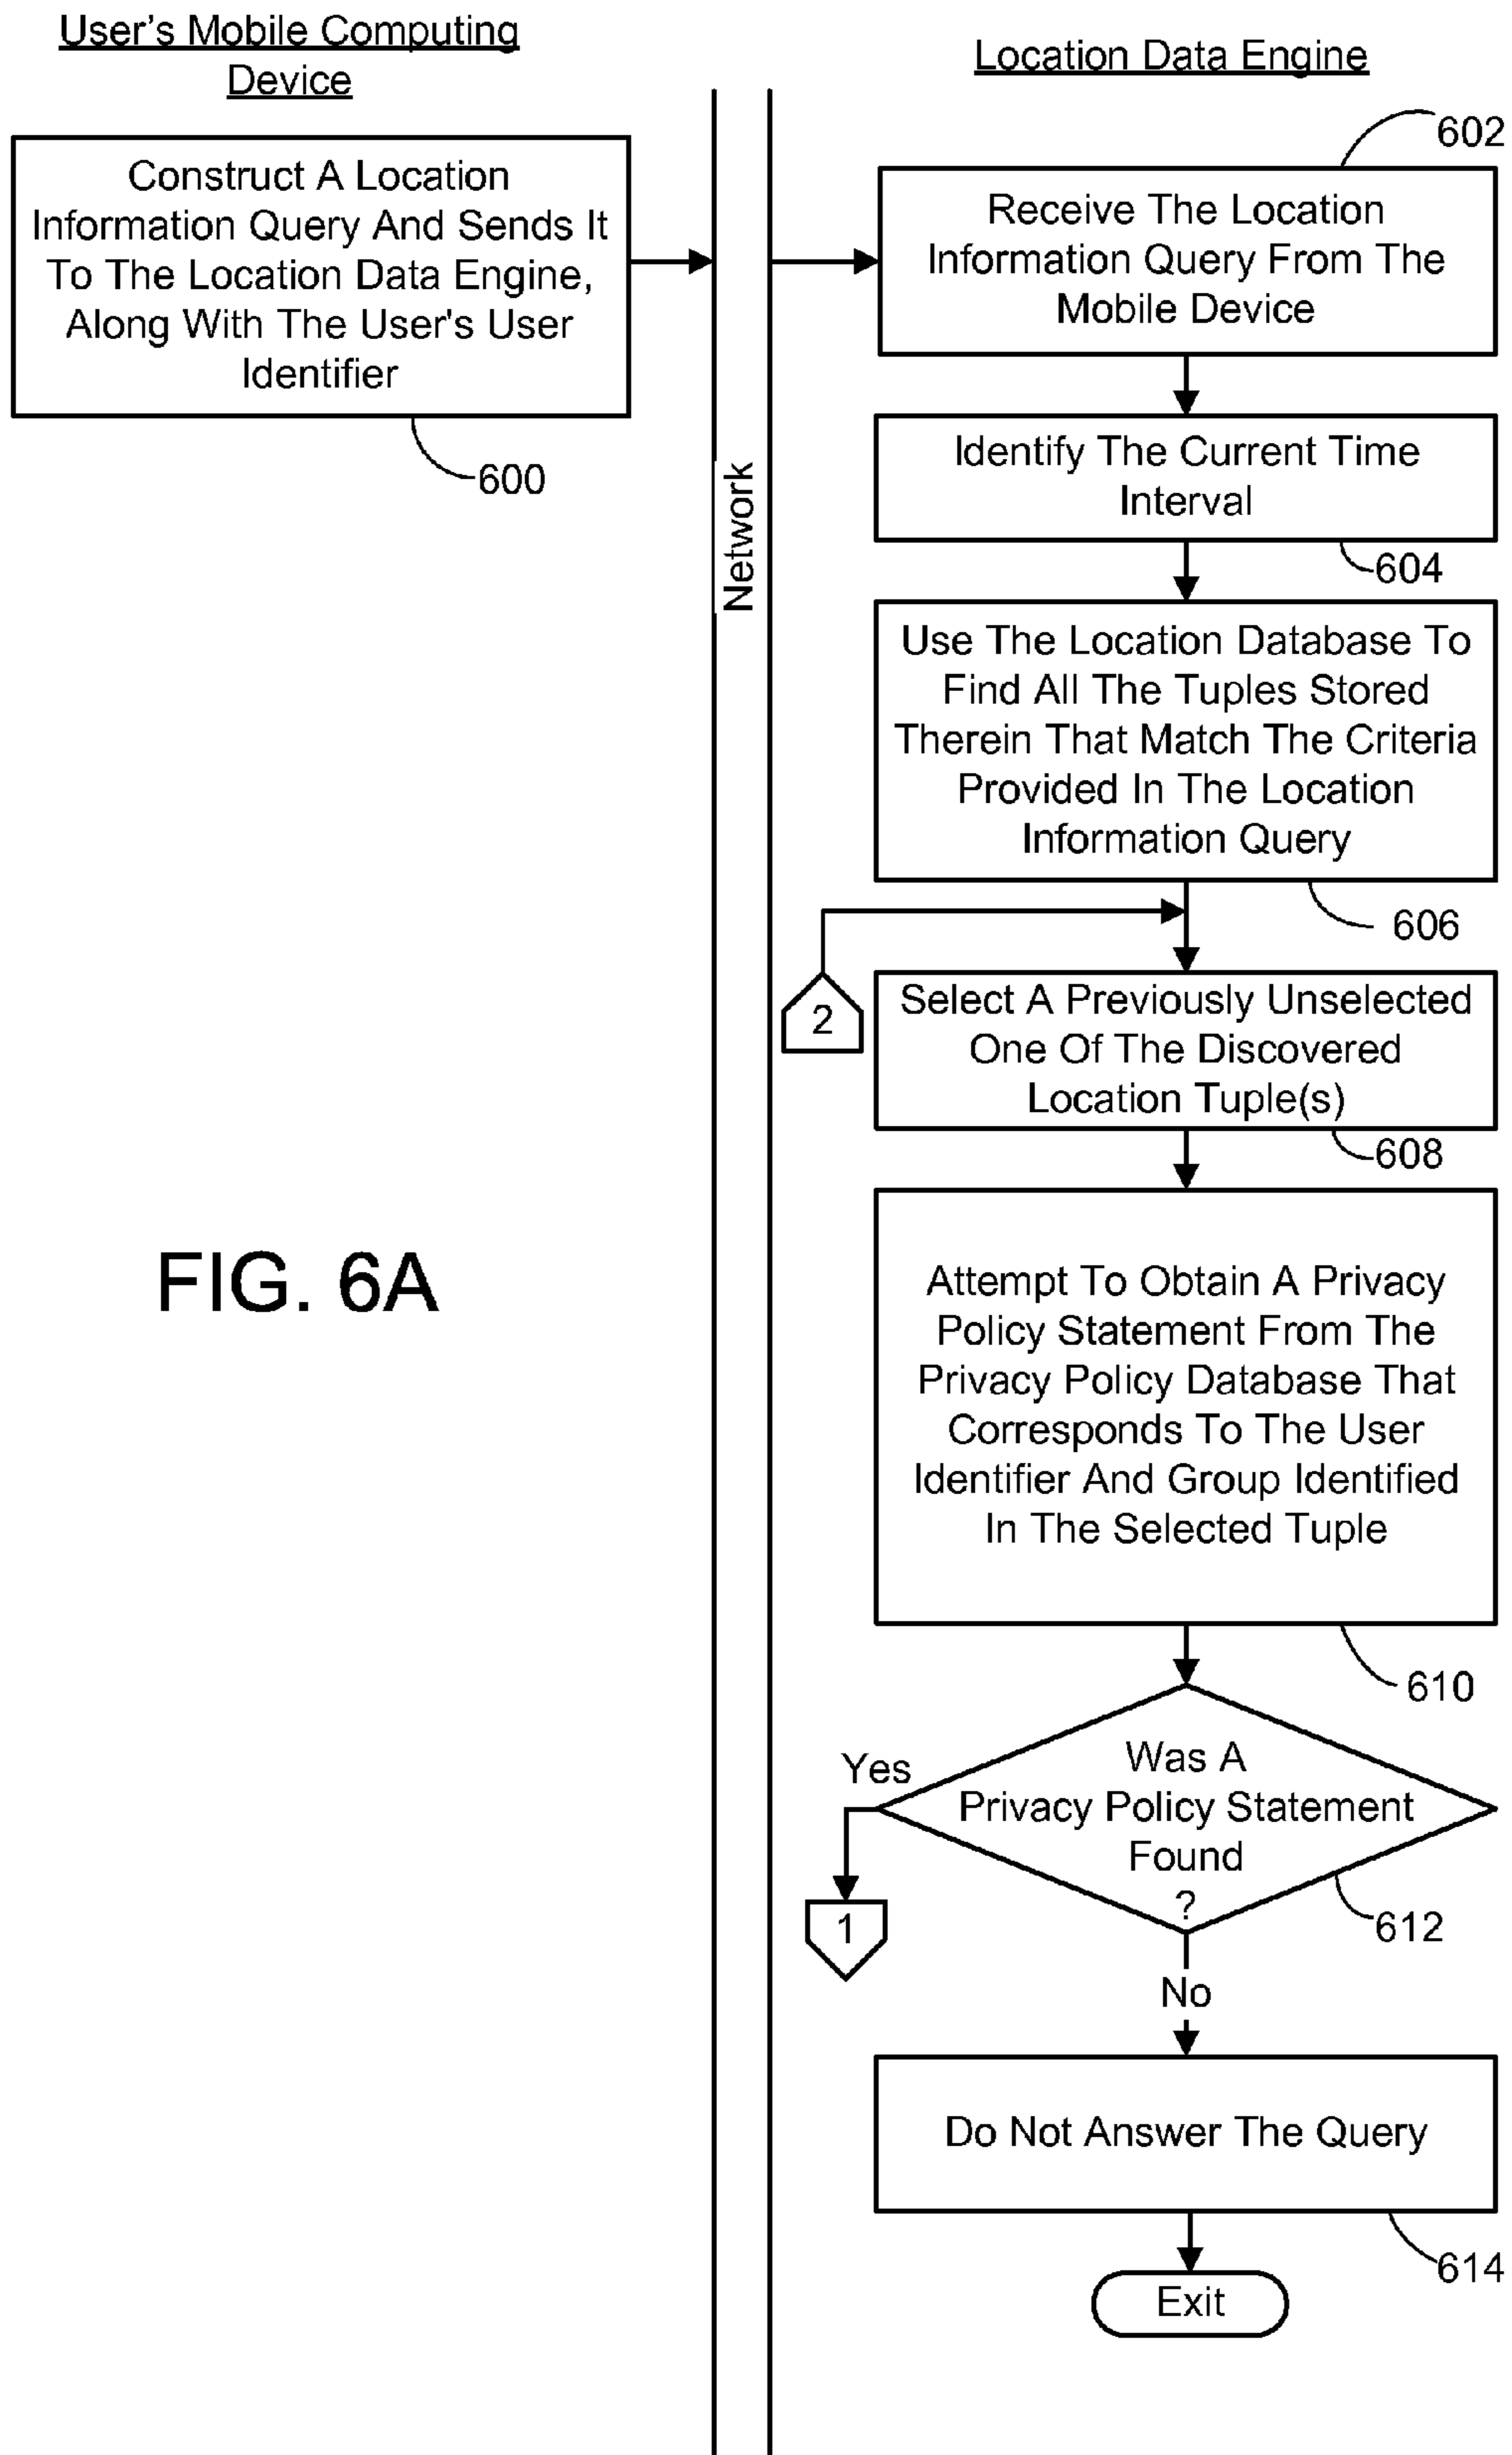 User's Mobile Computing
Device
Location Data Engine
602
Construct A Location
Information Query And Sends It
To The Location Data Engine,
Along With The User's User
Identifier
600
Network
Receive The Location
Information Query From The
Mobile Device
Identify The Current Time
Interval
604
Use The Location Database To
Find All The Tuples Stored
Therein That Match The Criteria
Provided In The Location
Information Query
606
2
Select A Previously Unselected
One Of The Discovered
Location Tuple(s)
608
FIG. 6A
Attempt To Obtain A Privacy
Policy Statement From The
Privacy Policy Database That
Corresponds To The User
Identifier And Group Identified
In The Selected Tuple
610
Yes
Was A
Privacy Policy Statement
Found
?
612
1
No
Do Not Answer The Query
614
Exit